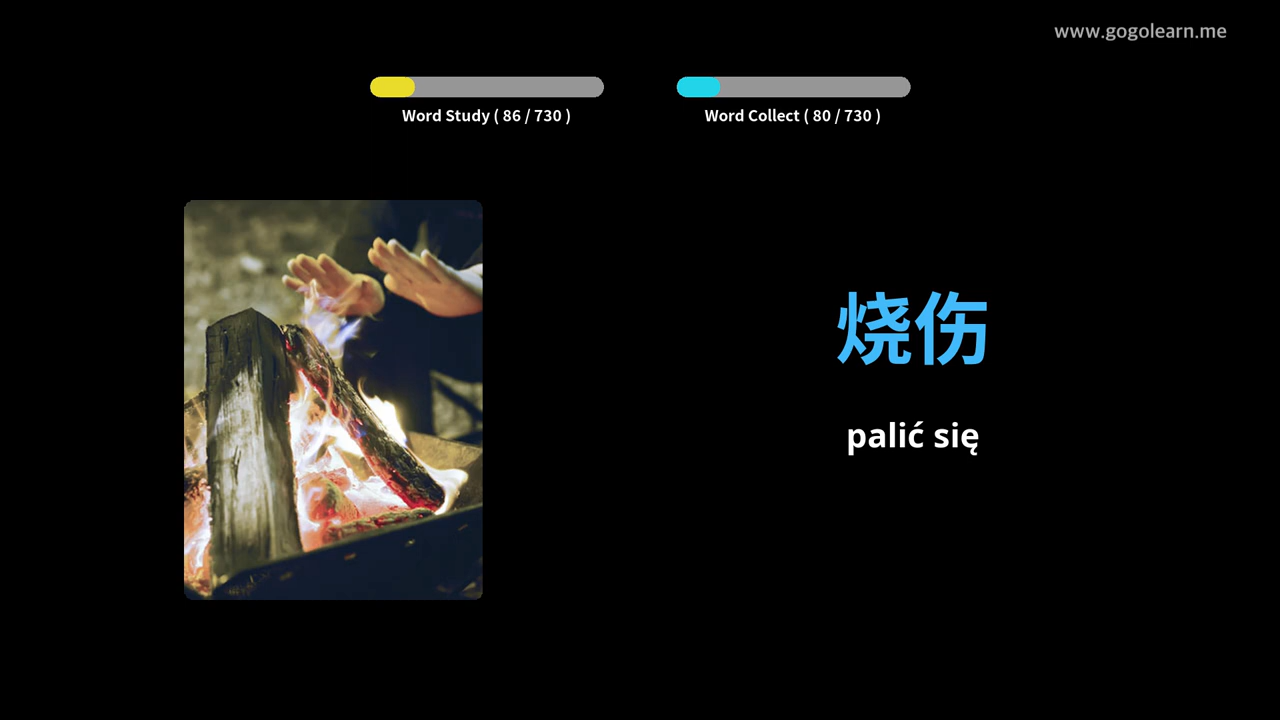 www.gogolearn.me
Word Study ( 86 / 730 )
Word Collect ( 80 / 730 )
烧伤
palić się